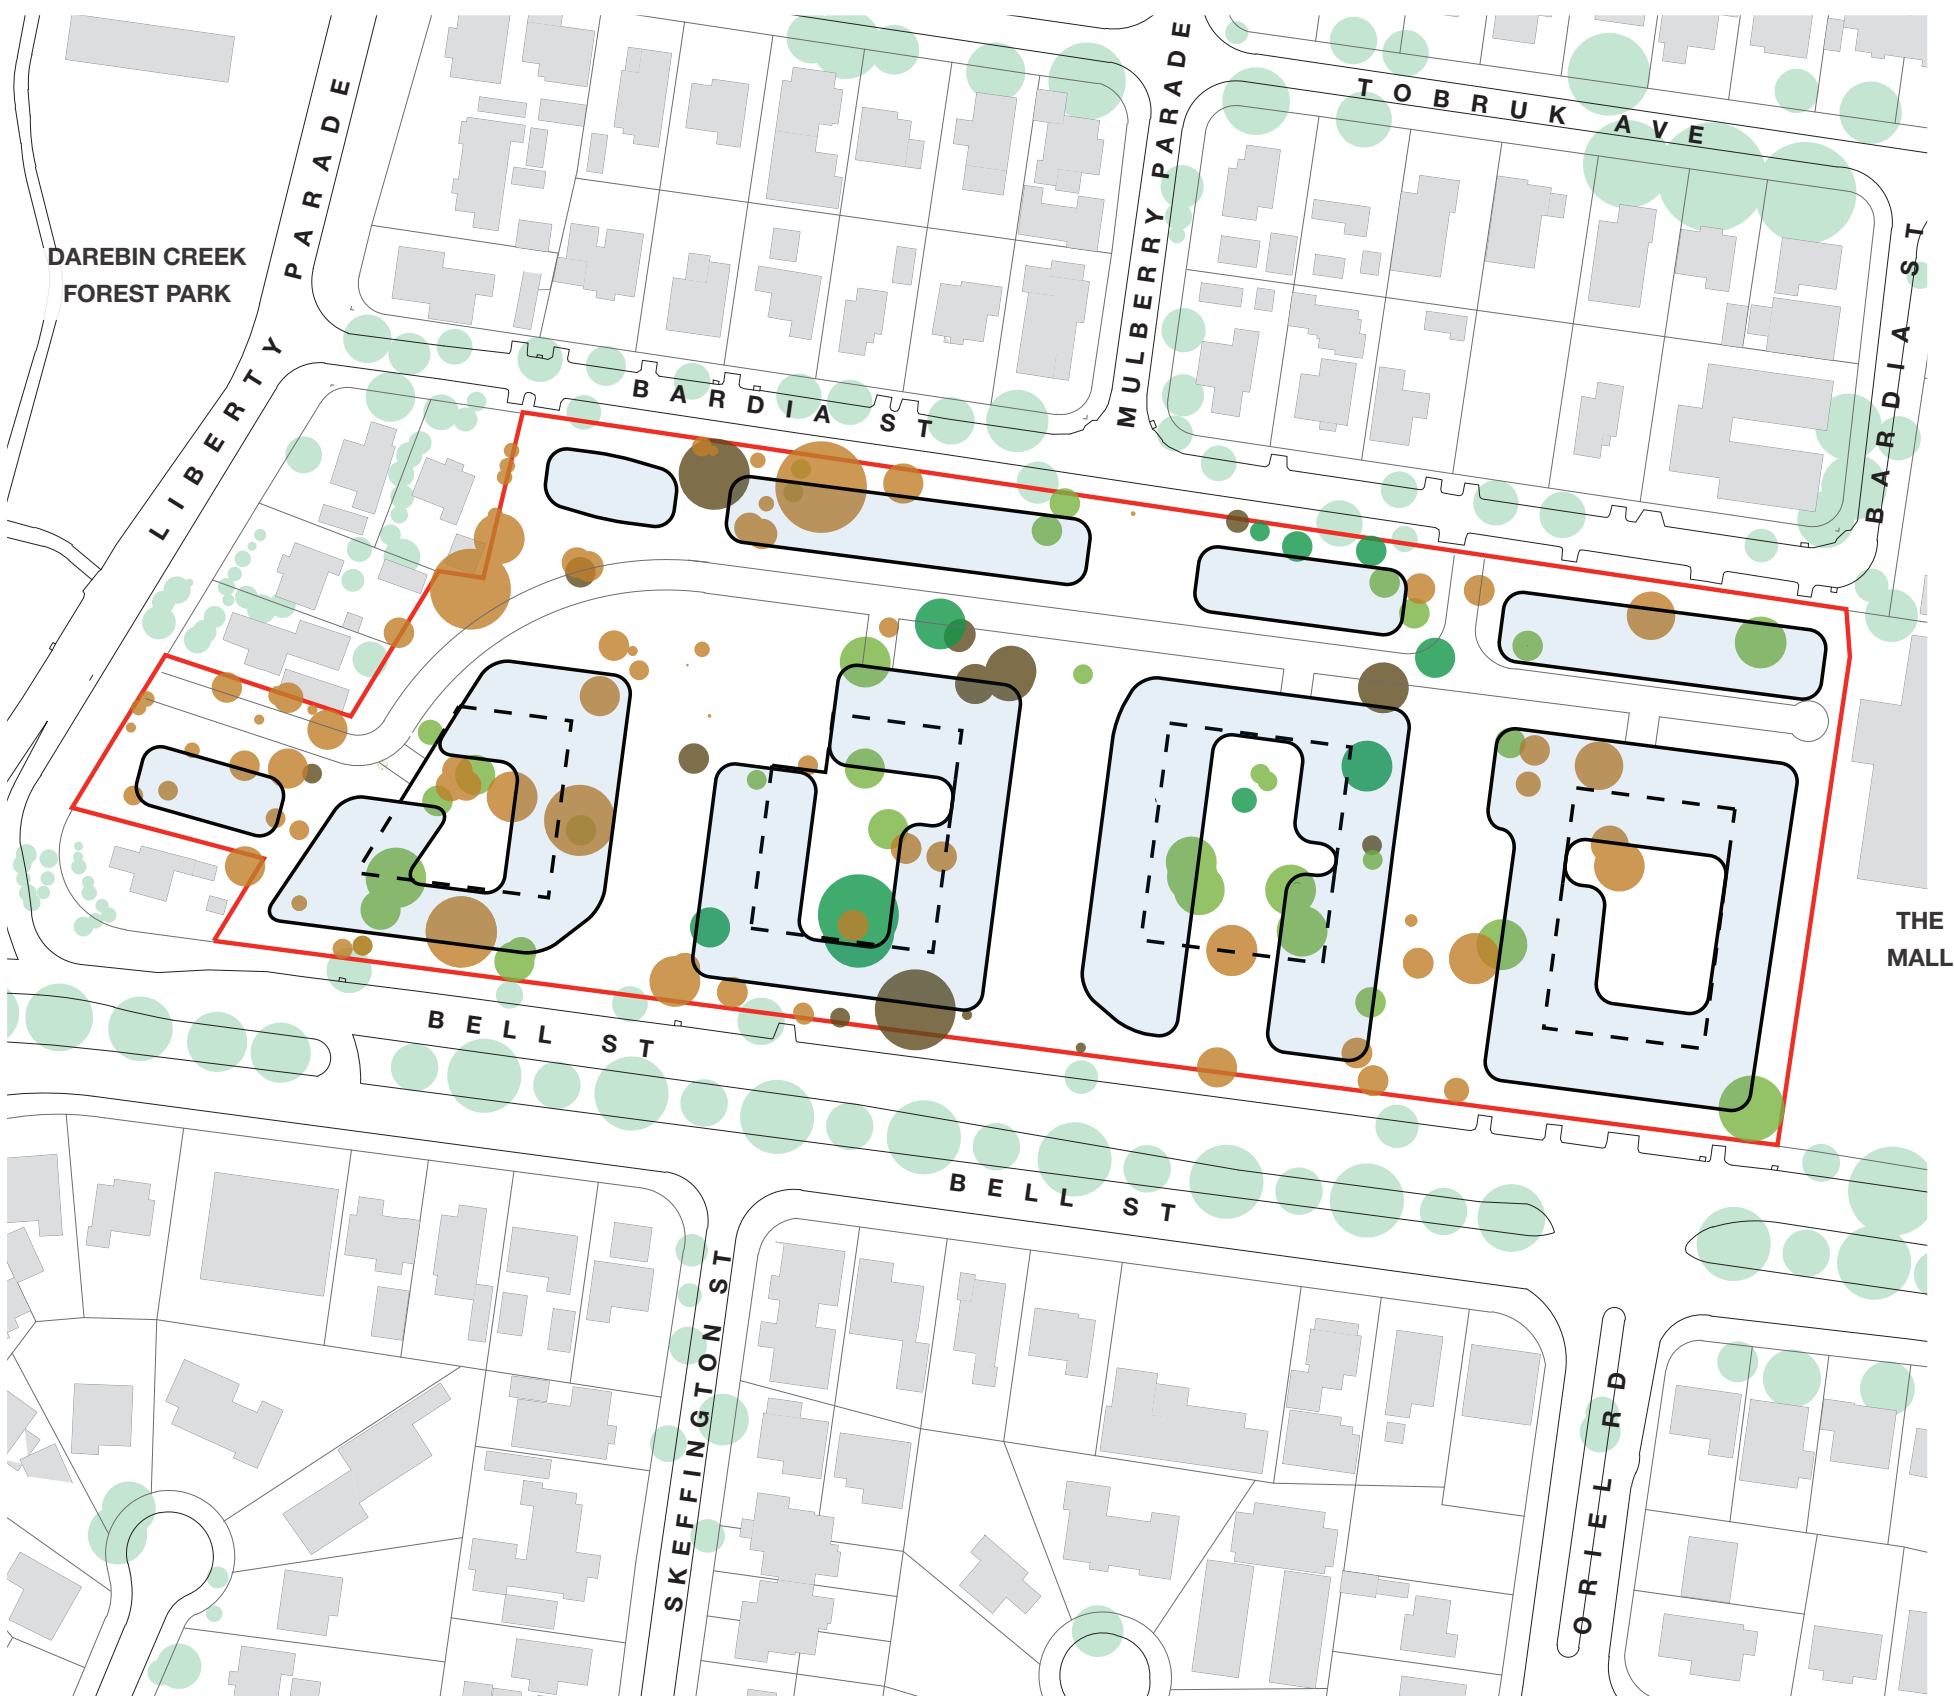 TOBRUK AVE
MULBERRY PARADE
LIBERTY PARADE
DAREBIN CREEK
FOREST PARK
BARDIA ST
BARDIA ST
THE
MALL
BELL ST
BELL ST
SKEFFINGTON ST
ORIEL RD